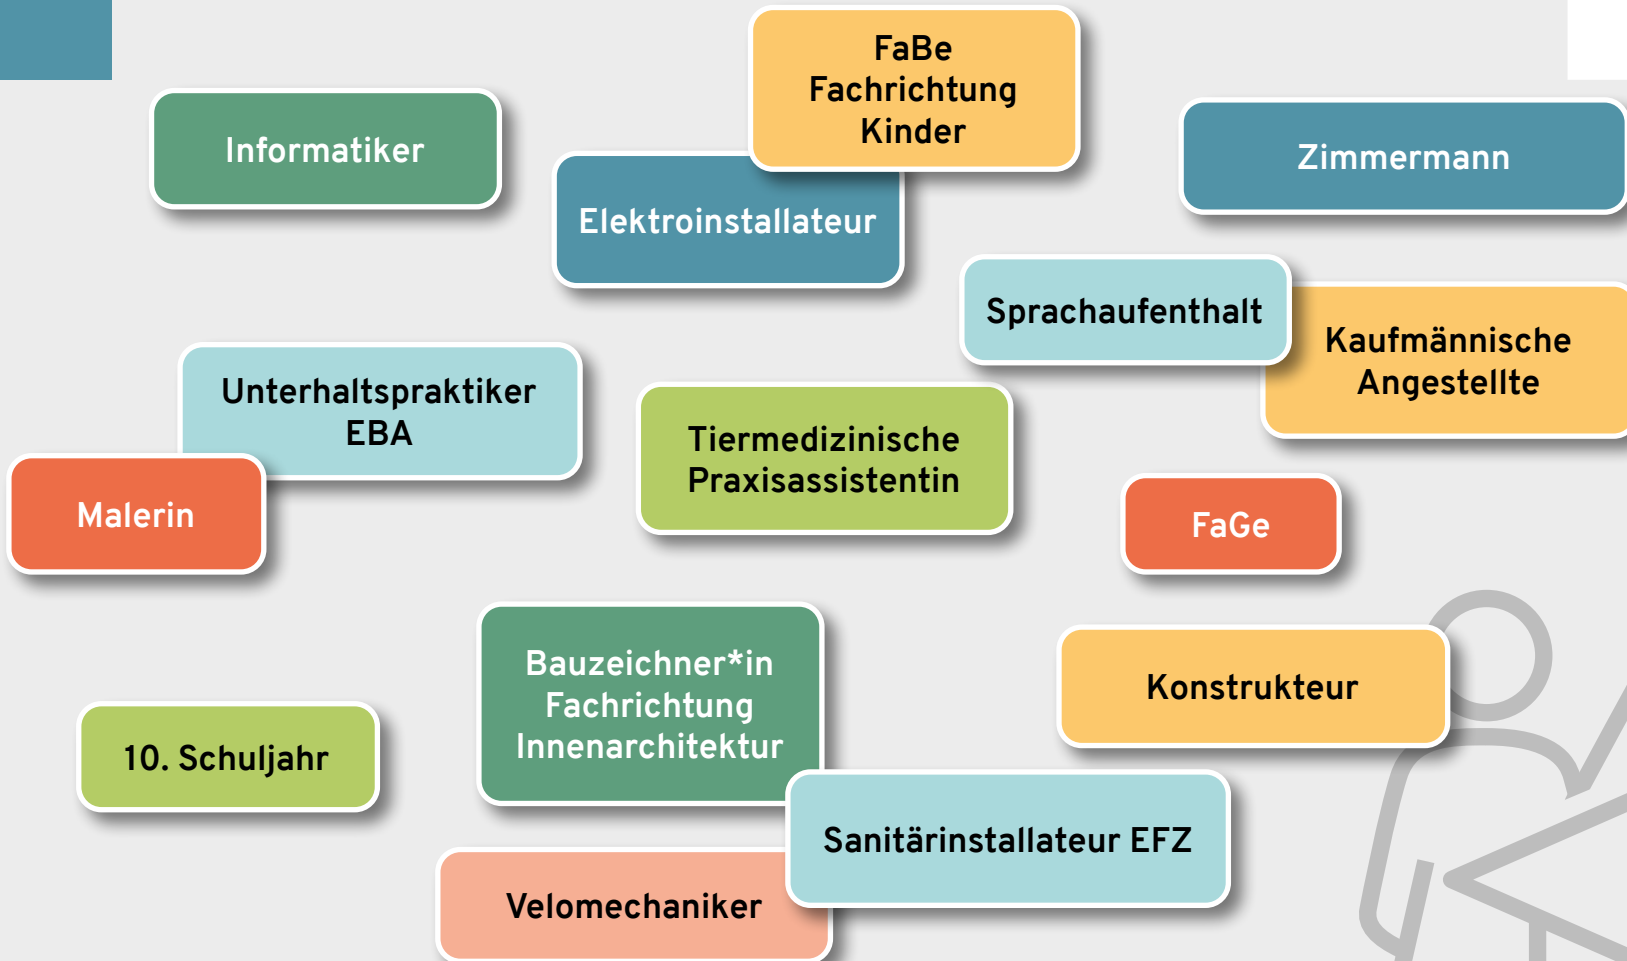 FaBe
Fachrichtung
Kinder
Informatiker
Zimmermann
Elektroinstallateur
Sprachaufenthalt
Kaufmännische
Angestellte
Unterhaltspraktiker
EBA
Tiermedizinische
Praxisassistentin
Malerin
FaGe
Bauzeichner*in
Fachrichtung
Innenarchitektur
Konstrukteur
10. Schuljahr
Sanitärinstallateur EFZ
Velomechaniker